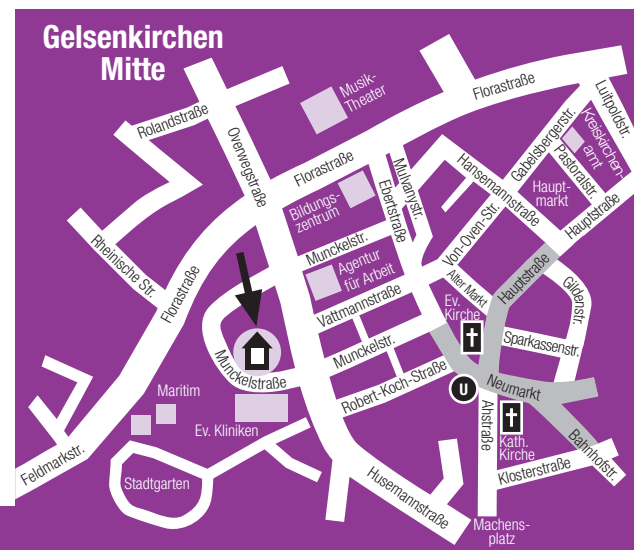 Gelsenkirchen
Mitte
Musik-
Theater
Florastraße
Luitpoldstr.
Rolandstraße
Overwegstraße
Gabelsbergerstr.
Kreiskirchen-
amt
Pastoralstr.
Florastraße
Mulvanystr.
Hansemannstraße
Haupt-
markt
Hauptstraße
Bildungs-
zentrum
Ebertstraße
Von-Oven-Str.
Rheinische Str.
Munckelstr.
Agentur
für Arbeit
Alter Markt
Hauptstraße
Gildenstr.
Florastraße
Vattmannstraße
Ev.
Kirche
Munckelstr.
Sparkassenstr.
Munckelstraße
Robert-Koch-Straße
U
Neumarkt
Maritim
Ev. Kliniken
Ahstraße
Kath.
Kirche
Bahnhofstr.
Feldmarkstr.
Stadtgarten
Klosterstraße
Husemannstraße
Machens-
platz